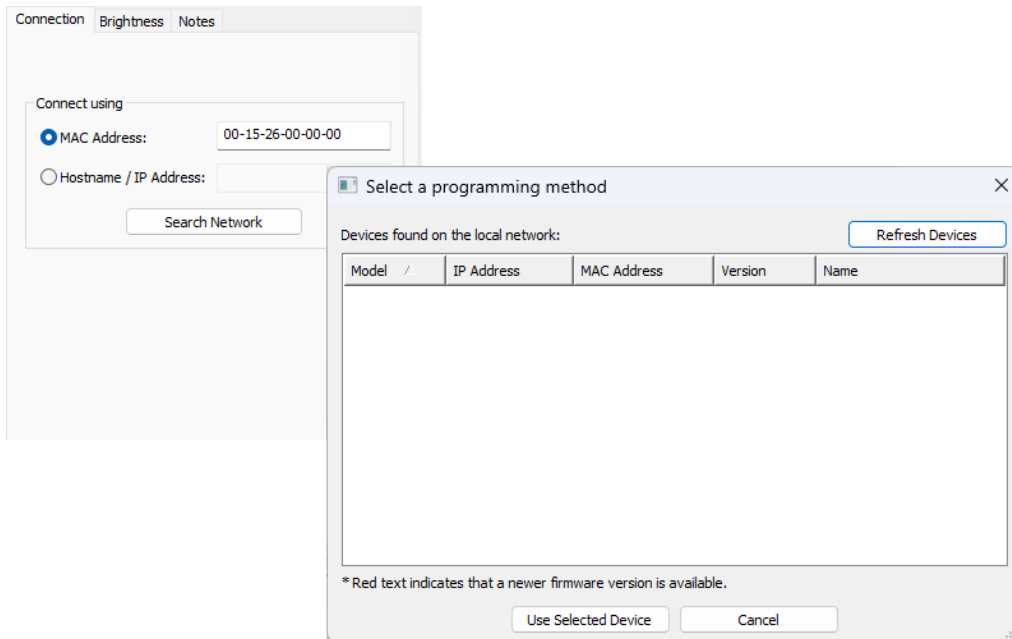 Connection Brightness Notes
Connect using
MAC Address: 00-15-26-00-00-00
Hostname / IP Address:
Search Network
Select a programming method
Devices found on the local network: Refresh Devices
Model IP Address MAC Address Version Name
* Red text indicates that a newer firmware version is available.
Use Selected Device Cancel